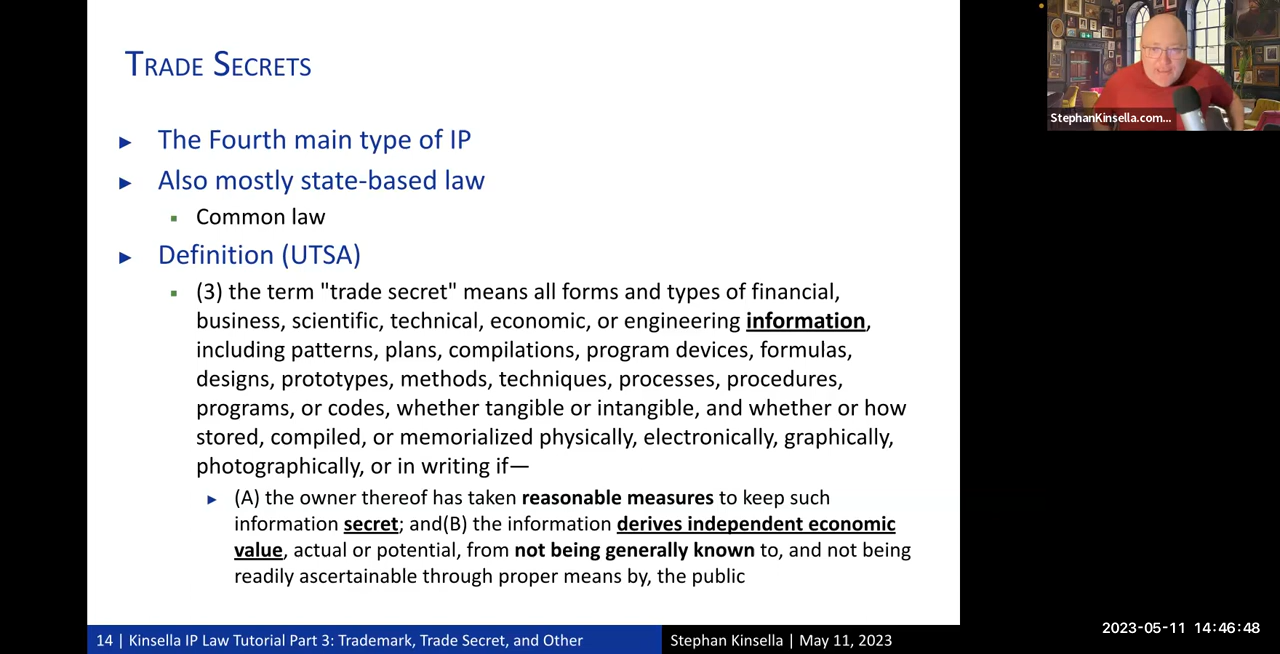 TRADE SECRETS
► The Fourth main type of IP
► Also mostly state-based law
▪ Common law
► Definition (UTSA)
▪ (3) the term "trade secret" means all forms and types of financial,
business, scientific, technical, economic, or engineering information,
including patterns, plans, compilations, program devices, formulas,
designs, prototypes, methods, techniques, processes, procedures,
programs, or codes, whether tangible or intangible, and whether or how
stored, compiled, or memorialized physically, electronically, graphically,
photographically, or in writing if—
► (A) the owner thereof has taken reasonable measures to keep such
information secret; and(B) the information derives independent economic
value, actual or potential, from not being generally known to, and not being
readily ascertainable through proper means by, the public
14 | Kinsella IP Law Tutorial Part 3: Trademark, Trade Secret, and Other
Stephan Kinsella | May 11, 2023
StephanKinsella.com...
2023-05-11 14:46:48